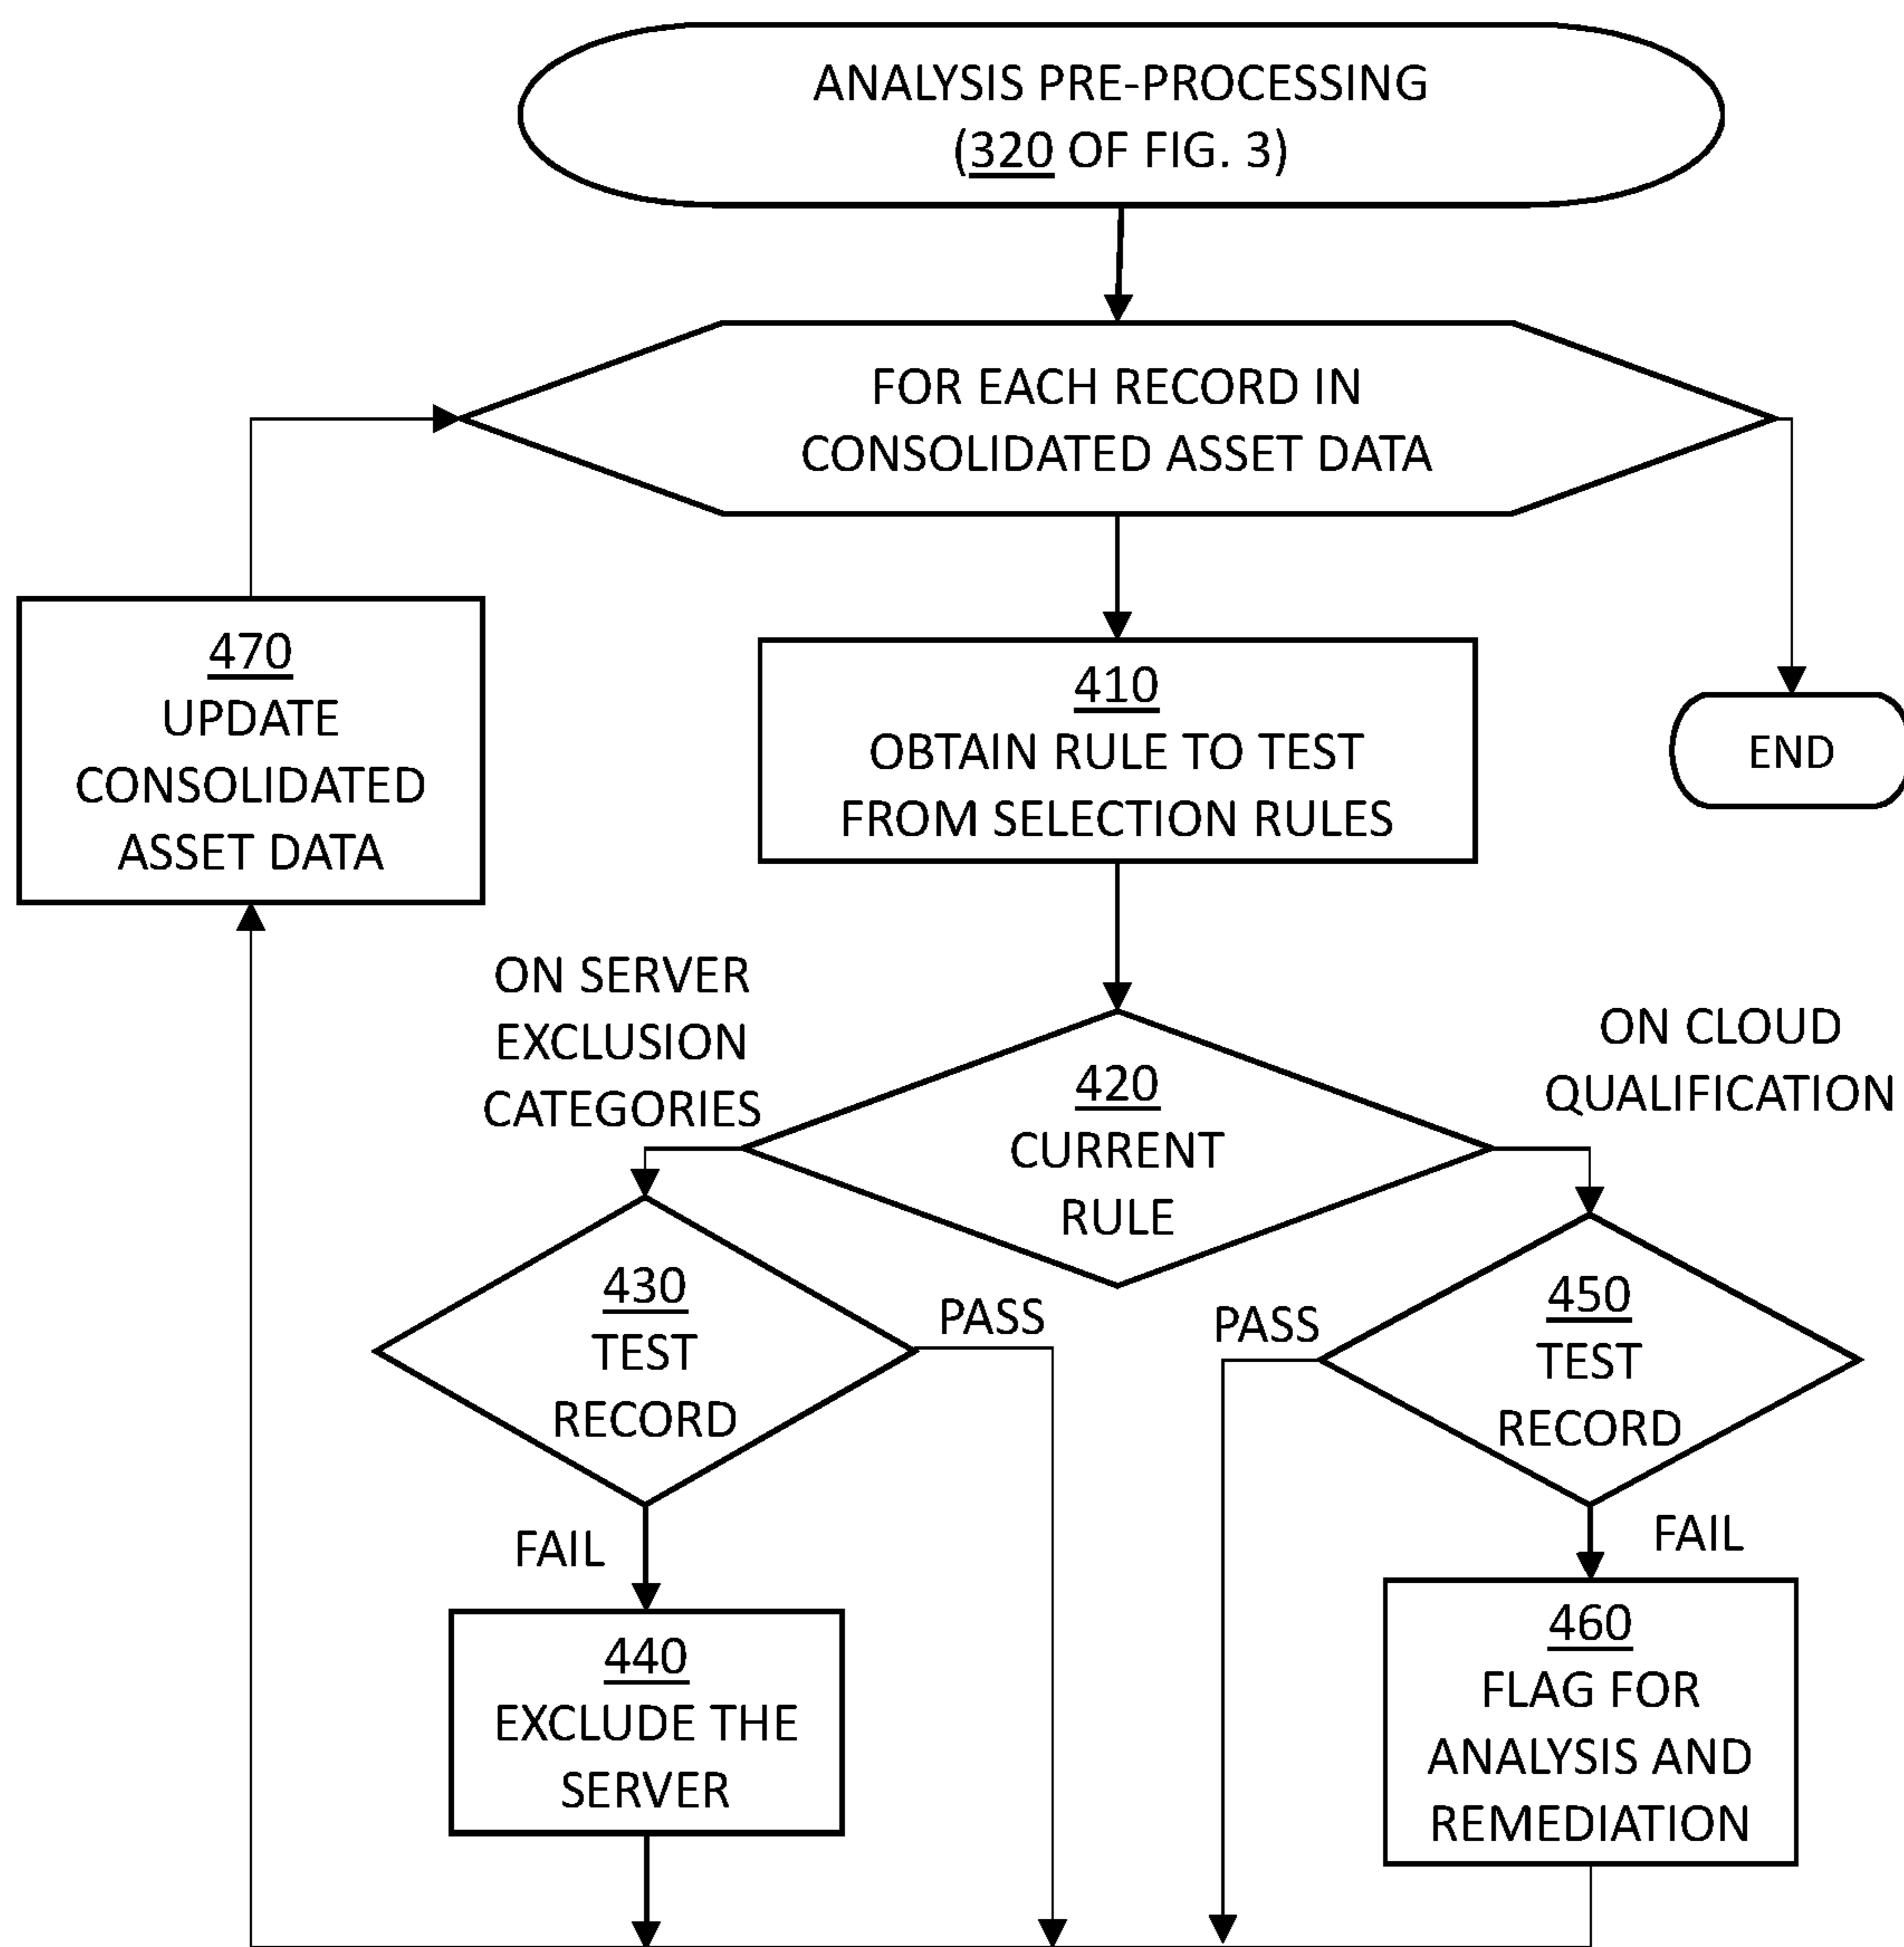 ANALYSIS PRE-PROCESSING
(320 OF FIG. 3)
FOR EACH RECORD IN
CONSOLIDATED ASSET DATA
470
UPDATE
CONSOLIDATED
ASSET DATA
410
OBTAIN RULE TO TEST
FROM SELECTION RULES
END
ON SERVER
EXCLUSION
CATEGORIES
420
CURRENT
RULE
ON CLOUD
QUALIFICATION
430
TEST
RECORD
PASS
PASS
450
TEST
RECORD
FAIL
FAIL
440
EXCLUDE THE
SERVER
460
FLAG FOR
ANALYSIS AND
REMEDIATION